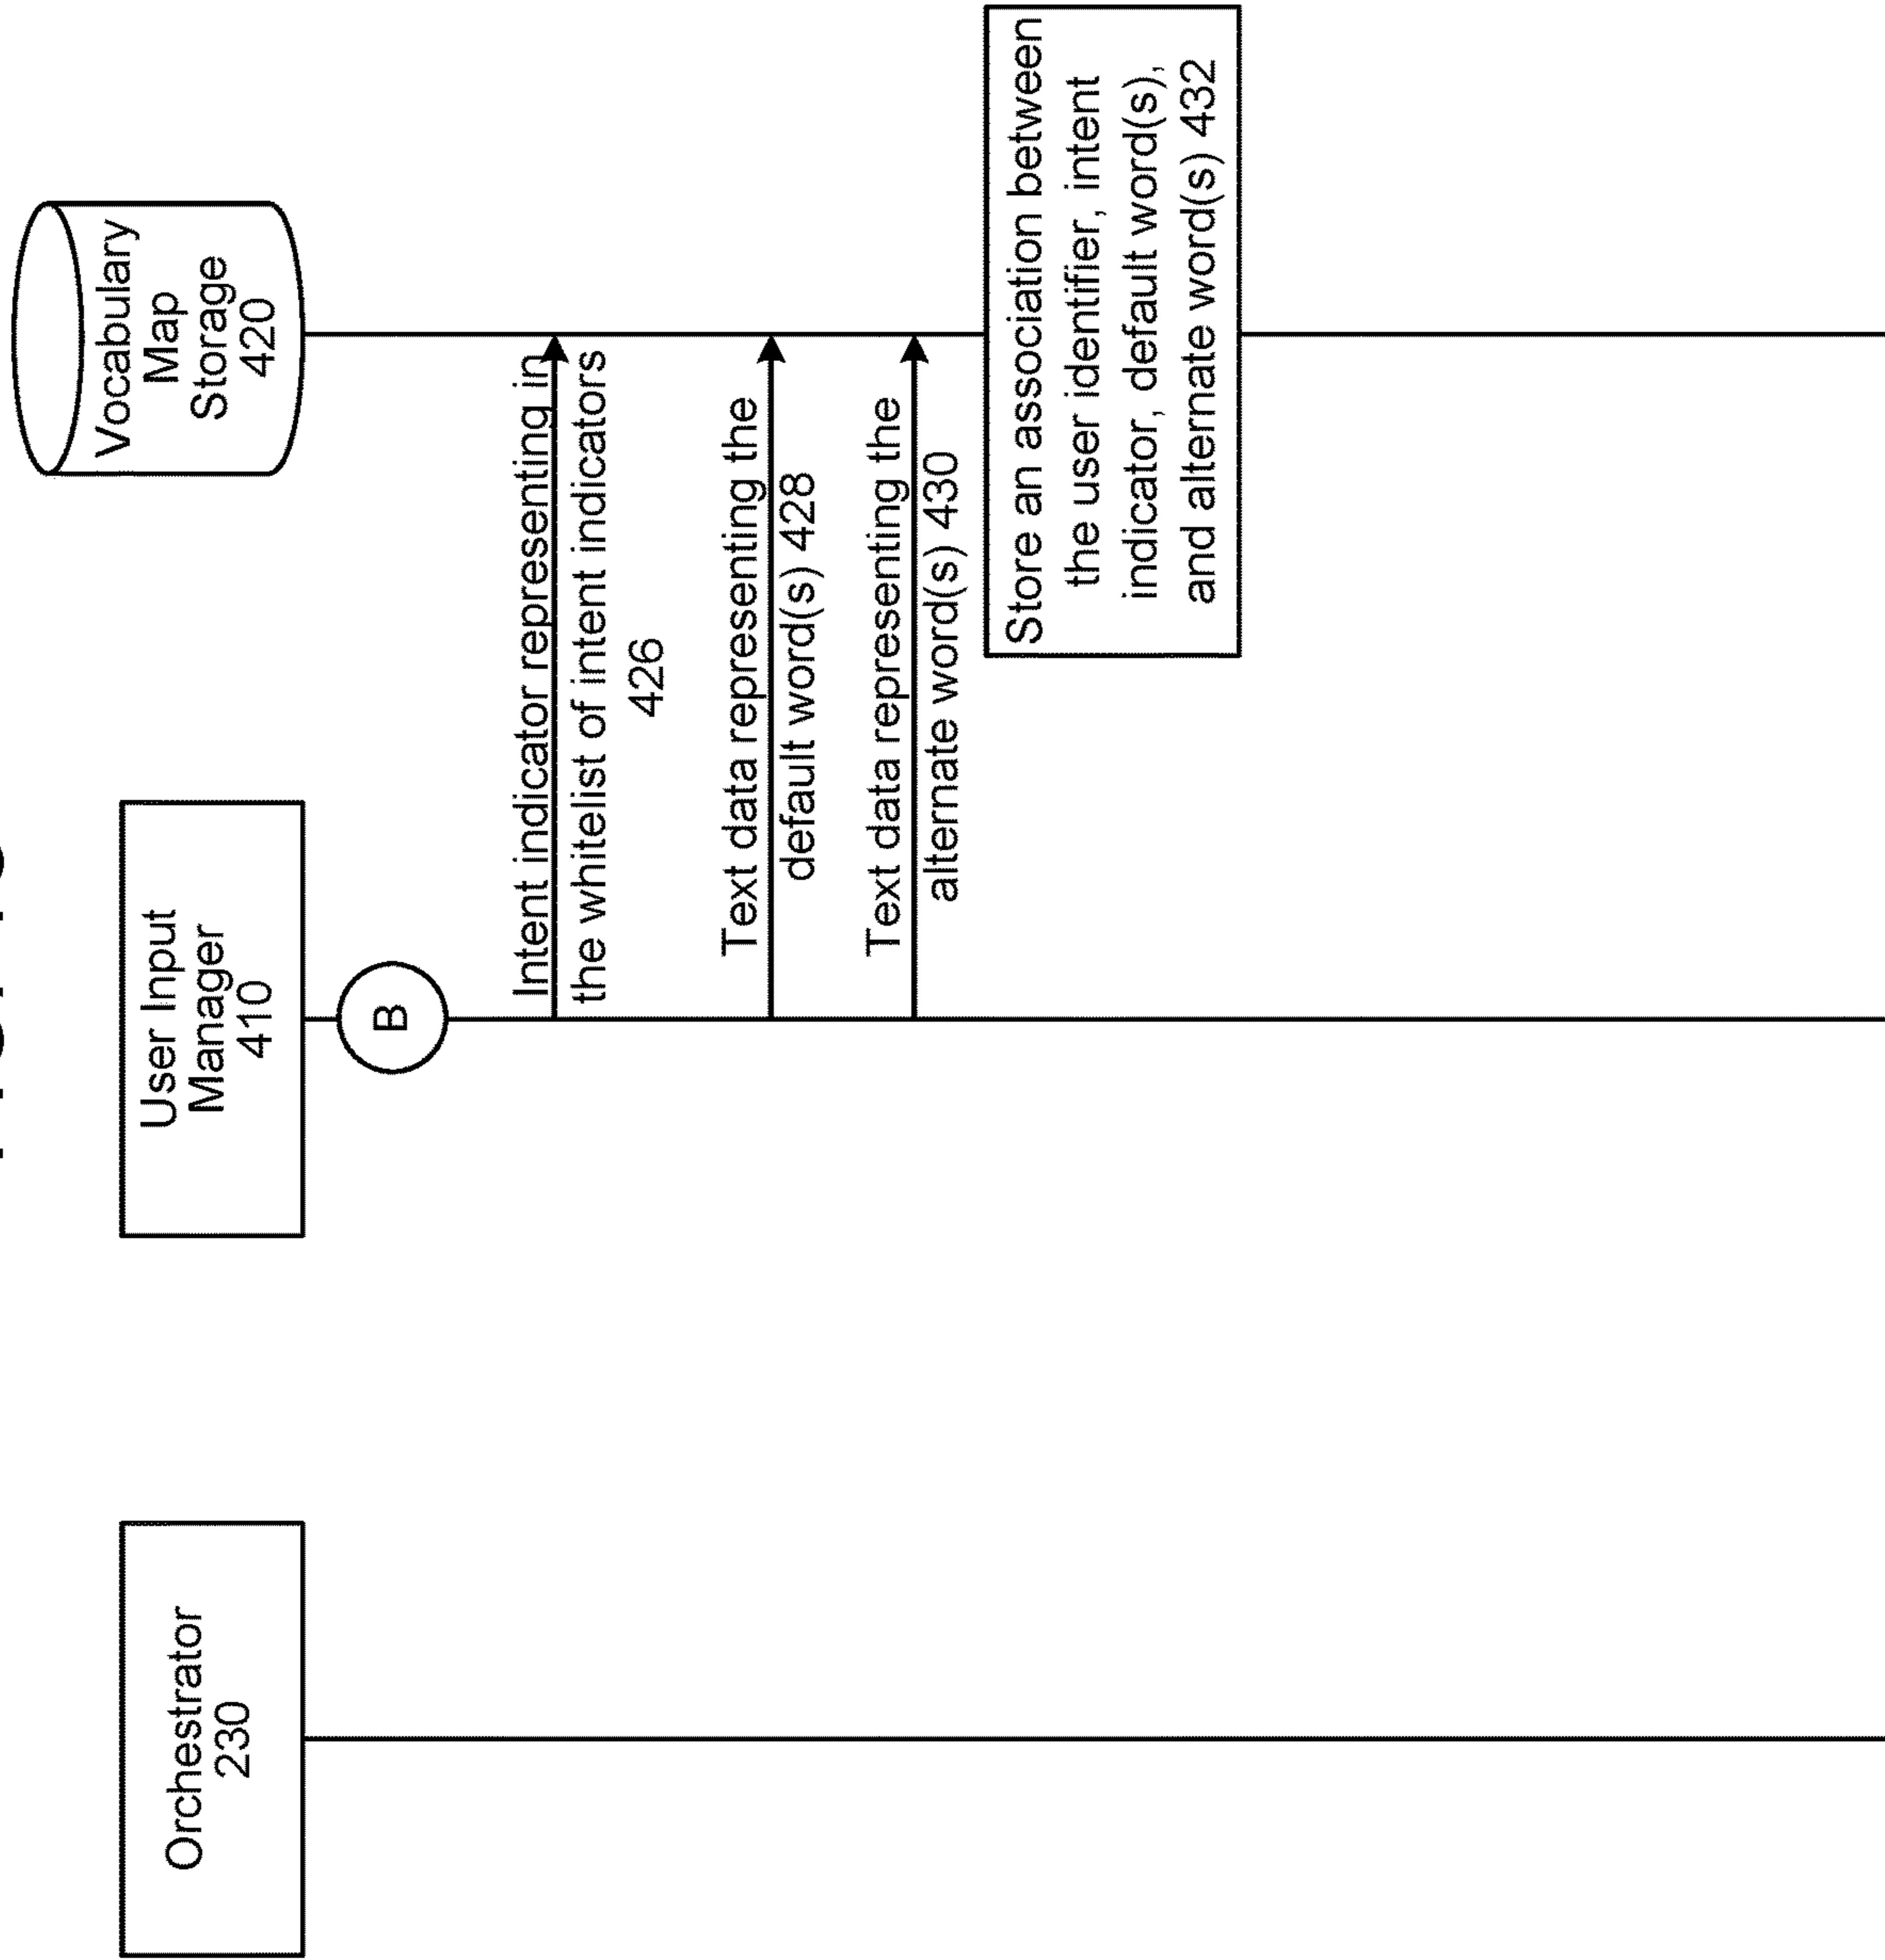 Orchestrator
230
User Input
Manager
410
Vocabulary
Map
Storage
420
B
Intent indicator representing in
the whitelist of intent indicators
426
Text data representing the
default word(s) 428
Text data representing the
alternate word(s) 430
Store an association between
the user identifier, intent
indicator, default word(s),
and alternate word(s) 432